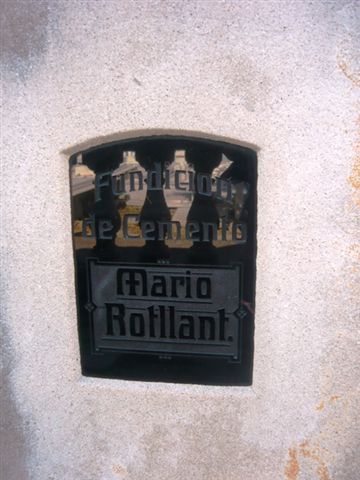 Fundicion
de Cemento
Mario
Rotllant.